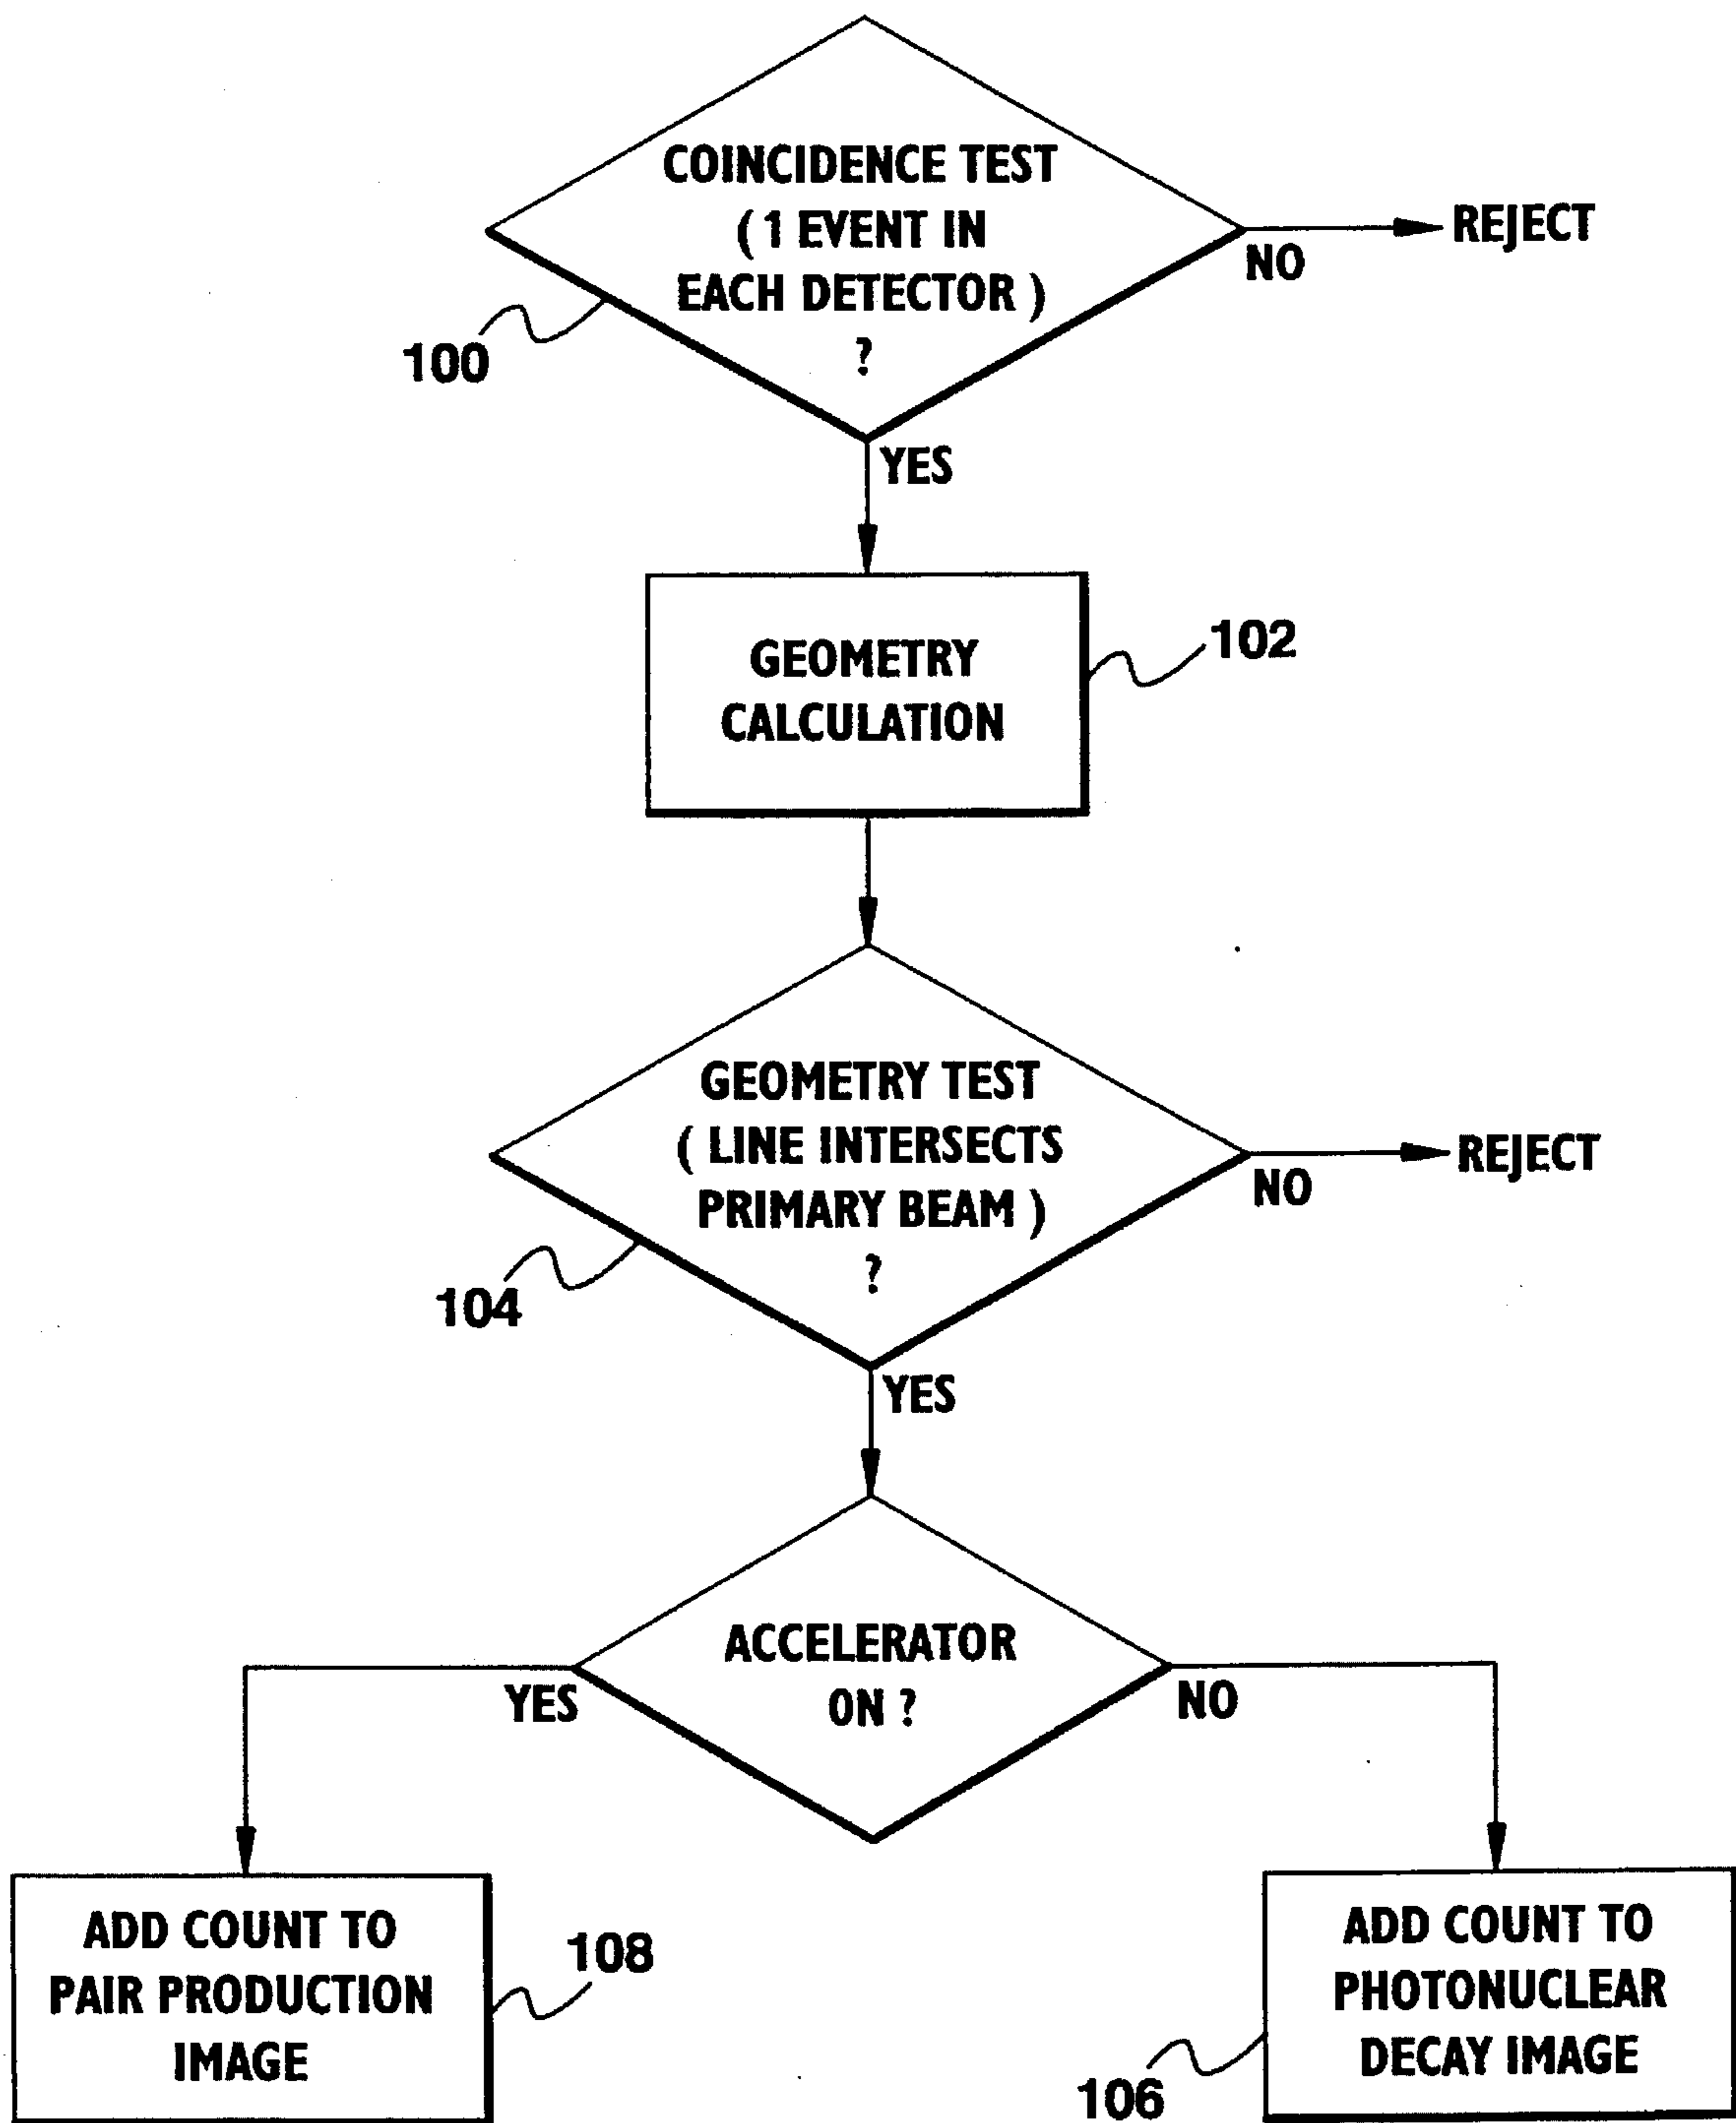 COINCIDENCE TEST
( 1 EVENT IN
EACH DETECTOR )
?
REJECT
NO
100
YES
GEOMETRY
CALCULATION
102
GEOMETRY TEST
( LINE INTERSECTS
PRIMARY BEAM )
?
REJECT
NO
104
YES
ACCELERATOR
ON ?
YES
NO
ADD COUNT TO
PAIR PRODUCTION
IMAGE
108
ADD COUNT TO
PHOTONUCLEAR
DECAY IMAGE
106